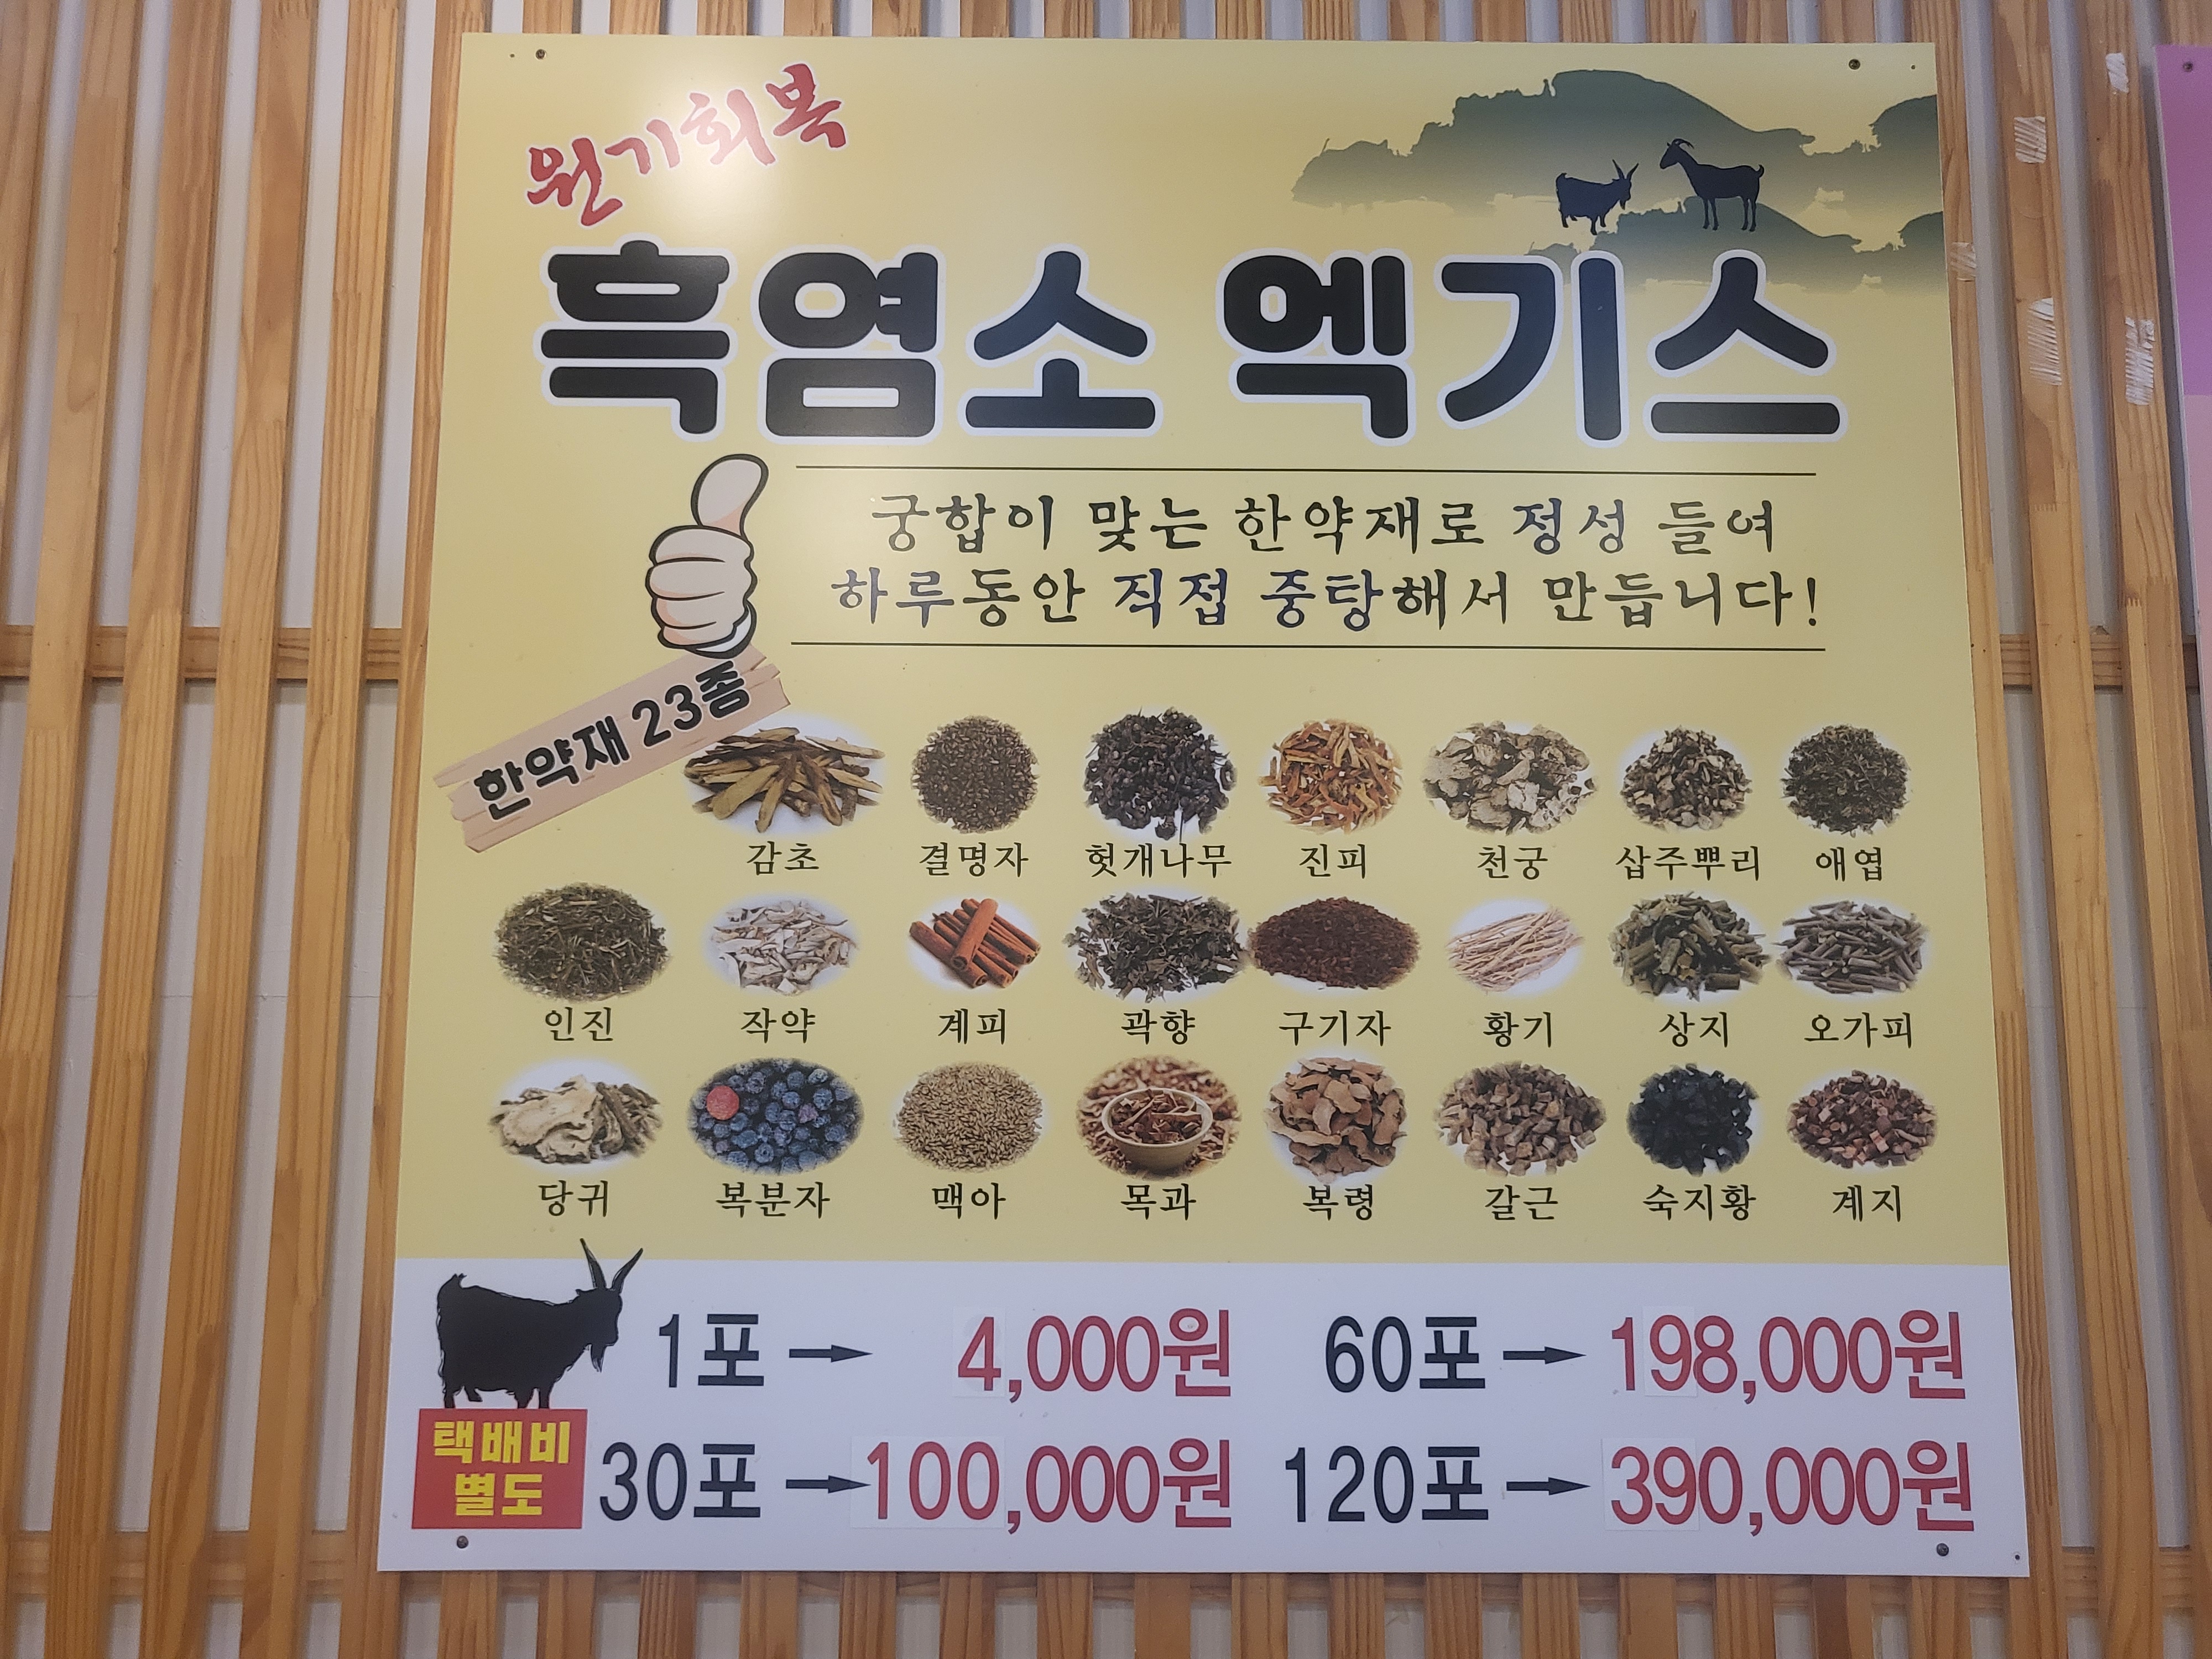 원기회복
흑염소 엑기스
궁합이 맞는 한약재로 정성 들여
하루동안 직접 중탕해서 만듭니다!
한약재 23종
감초 결명자 헛개나무 진피 천궁 삽주뿌리 애엽
인진 작약 계피 곽향 구기자 황기 상지 오가피
당귀 복분자 맥아 목과 복령 갈근 숙지황 계지
1포 → 4,000원 60포 → 198,000원
택배비
별도
30포 → 100,000원 120포 → 390,000원